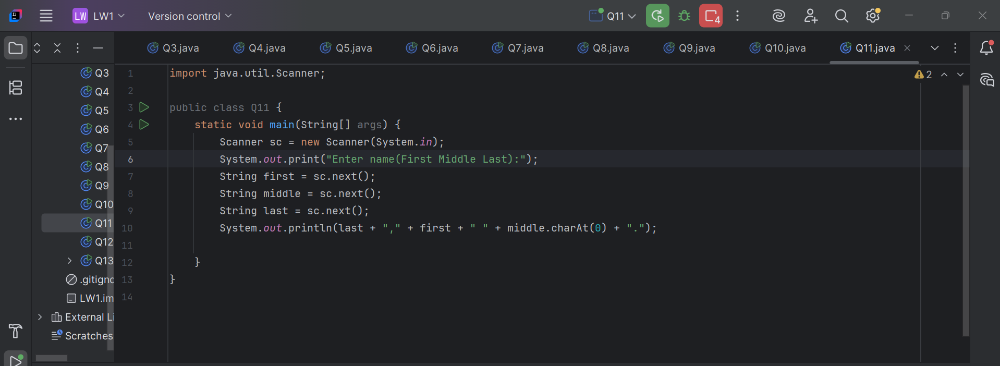 LW LW1 Version control Q11 4
Q3.java Q4.java Q5.java Q6.java Q7.java Q8.java Q9.java Q10.java Q11.java
Q3
Q4
Q5
Q6
Q7
Q8
Q9
Q10
Q11
Q12
Q13
.gitigno
LW1.im
External Li
Scratches
2
1 import java.util.Scanner;
2
3 public class Q11 {
4 static void main(String[] args) {
5 Scanner sc = new Scanner(System.in);
6 System.out.print("Enter name(First Middle Last):");
7 String first = sc.next();
8 String middle = sc.next();
9 String last = sc.next();
10 System.out.println(last + "," + first + " " + middle.charAt(0) + ".");
11
12 }
13 }
14